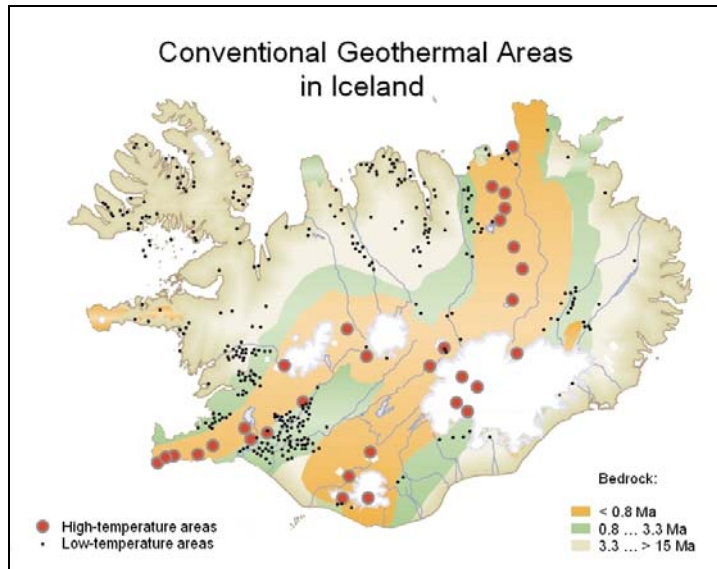 Conventional Geothermal Areas
in Iceland
Bedrock:
< 0.8 Ma
0.8 ... 3.3 Ma
3.3 ... > 15 Ma
High-temperature areas
Low-temperature areas